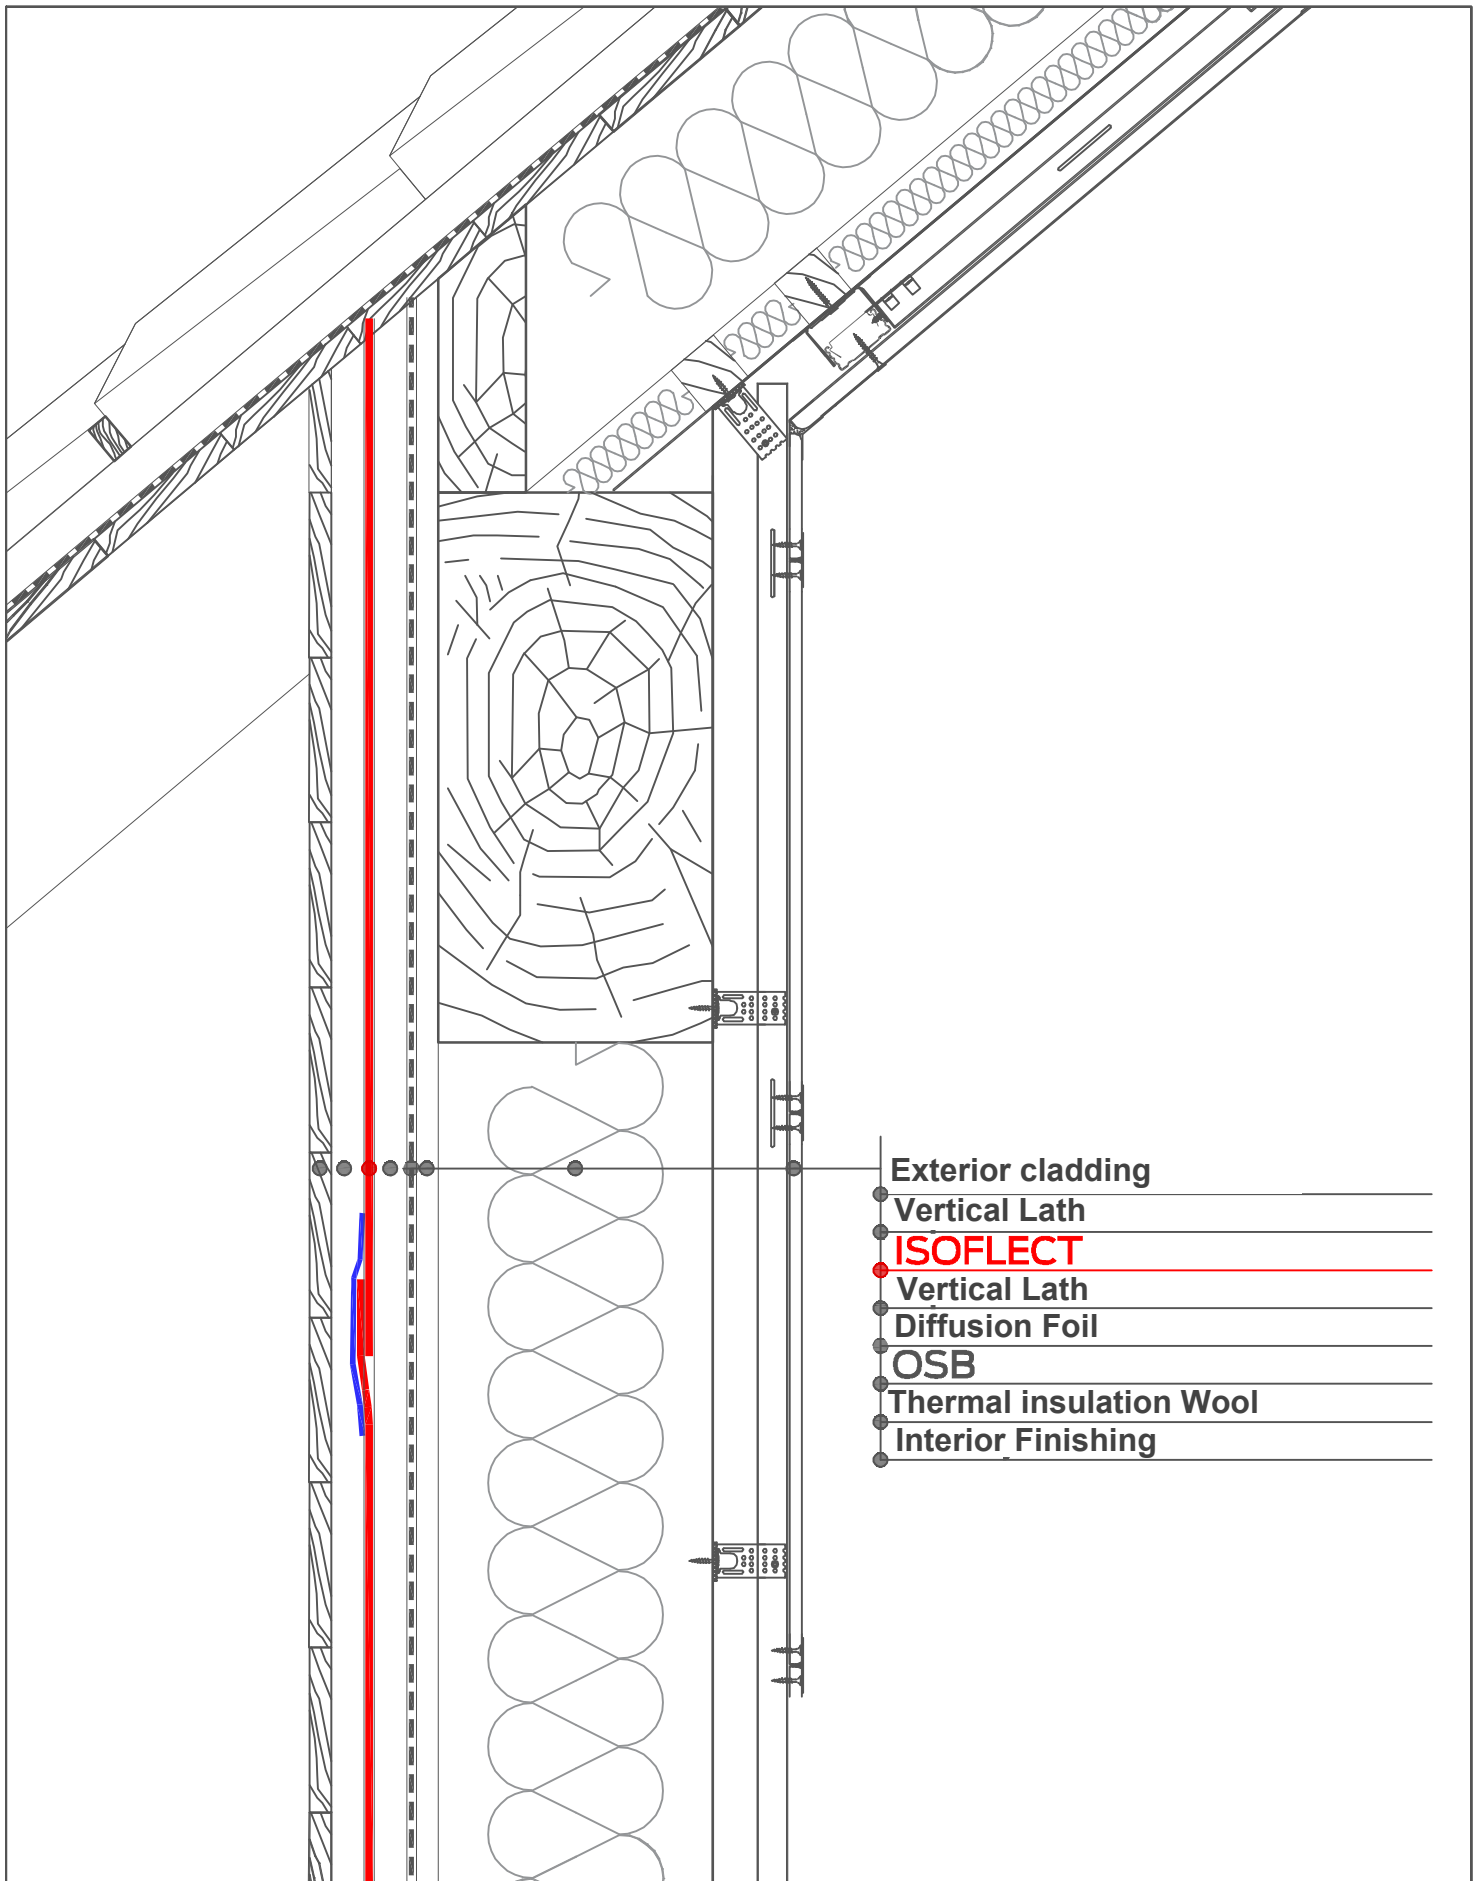 Exterior cladding
Vertical Lath
ISOFLECT
Vertical Lath
Diffusion Foil
OSB
Thermal insulation Wool
Interior Finishing